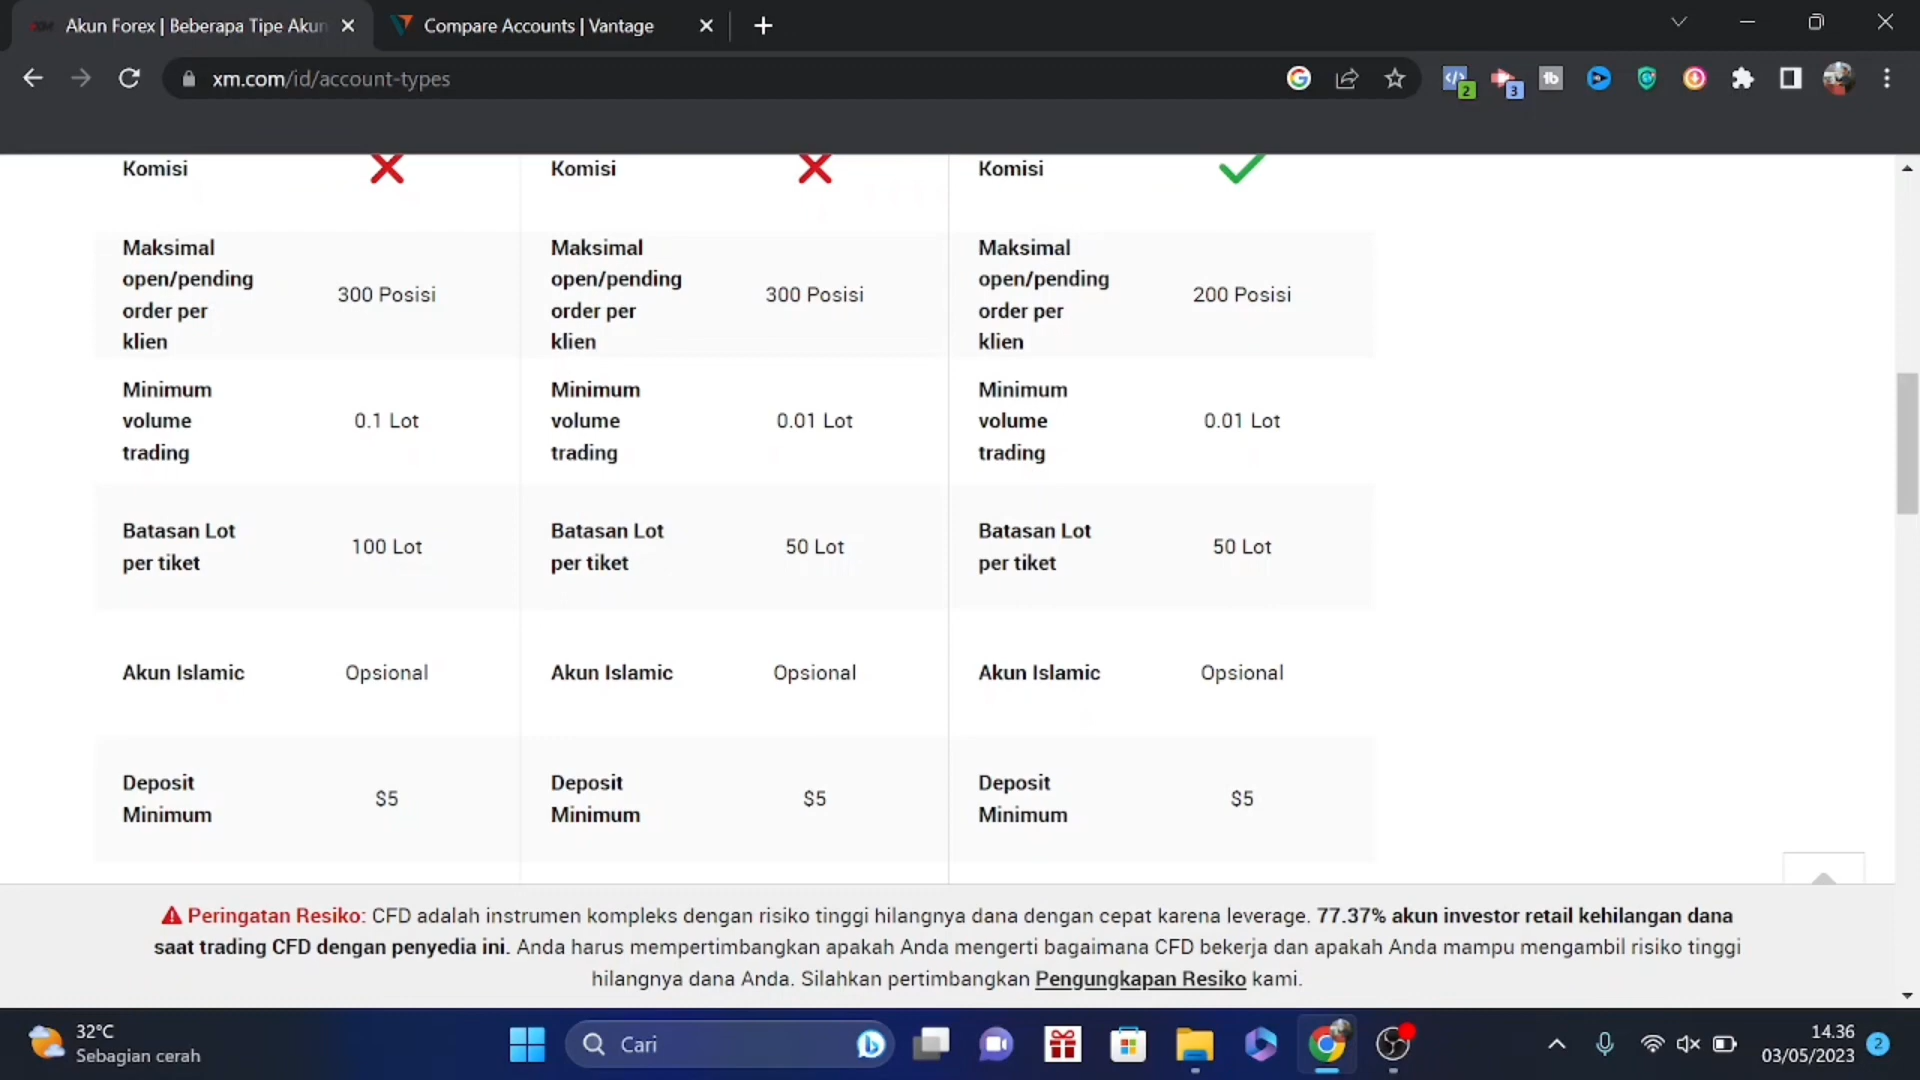 Akun Forex | Beberapa Tipe Akun
Compare Accounts | Vantage
xm.com/id/account-types
2
3
tb
Komisi
Komisi
Komisi
Maksimal
open/pending
order per
klien
300 Posisi
Maksimal
open/pending
order per
klien
300 Posisi
Maksimal
open/pending
order per
klien
200 Posisi
Minimum
volume
trading
0.1 Lot
Minimum
volume
trading
0.01 Lot
Minimum
volume
trading
0.01 Lot
Batasan Lot
per tiket
100 Lot
Batasan Lot
per tiket
50 Lot
Batasan Lot
per tiket
50 Lot
Akun Islamic
Opsional
Akun Islamic
Opsional
Akun Islamic
Opsional
Deposit
Minimum
$5
Deposit
Minimum
$5
Deposit
Minimum
$5
Peringatan Resiko: CFD adalah instrumen kompleks dengan risiko tinggi hilangnya dana dengan cepat karena leverage. 77.37% akun investor retail kehilangan dana
saat trading CFD dengan penyedia ini. Anda harus mempertimbangkan apakah Anda mengerti bagaimana CFD bekerja dan apakah Anda mampu mengambil risiko tinggi
hilangnya dana Anda. Silahkan pertimbangkan Pengungkapan Resiko kami.
32°C
Sebagian cerah
Cari
14.36
03/05/2023
2